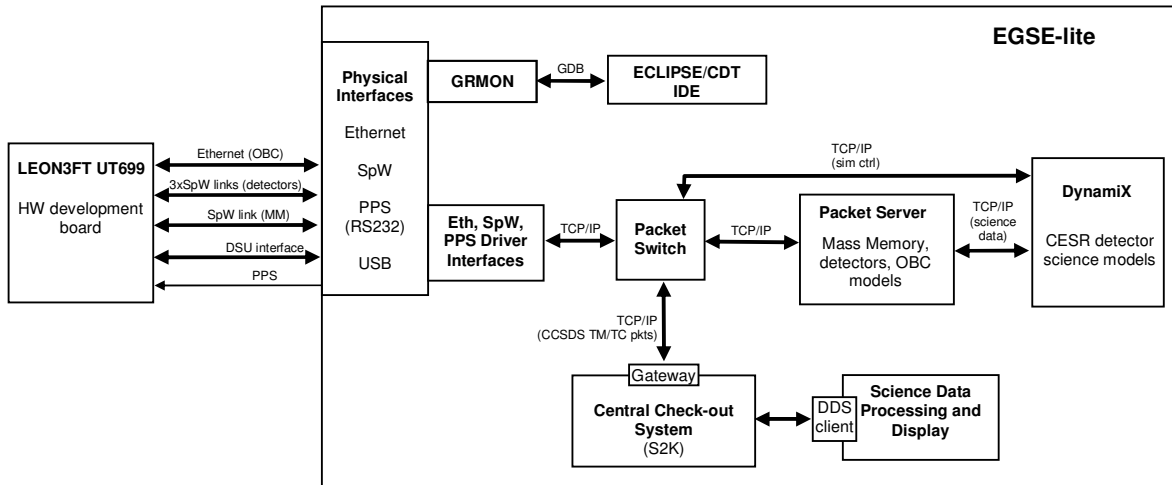 EGSE-lite
LEON3FT UT699
HW development
board
Ethernet (OBC)
3xSpW links (detectors)
SpW link (MM)
DSU interface
PPS
Physical
Interfaces
Ethernet
SpW
PPS
(RS232)
USB
GRMON
GDB
ECLIPSE/CDT
IDE
Eth, SpW,
PPS Driver
Interfaces
TCP/IP
Packet
Switch
TCP/IP
(sim ctrl)
TCP/IP
Packet Server
Mass Memory,
detectors, OBC
models
TCP/IP
(science
data)
DynamiX
CESR detector
science models
TCP/IP
(CCSDS TM/TC pkts)
Gateway
Central Check-out
System
(S2K)
DDS
client
Science Data
Processing and
Display